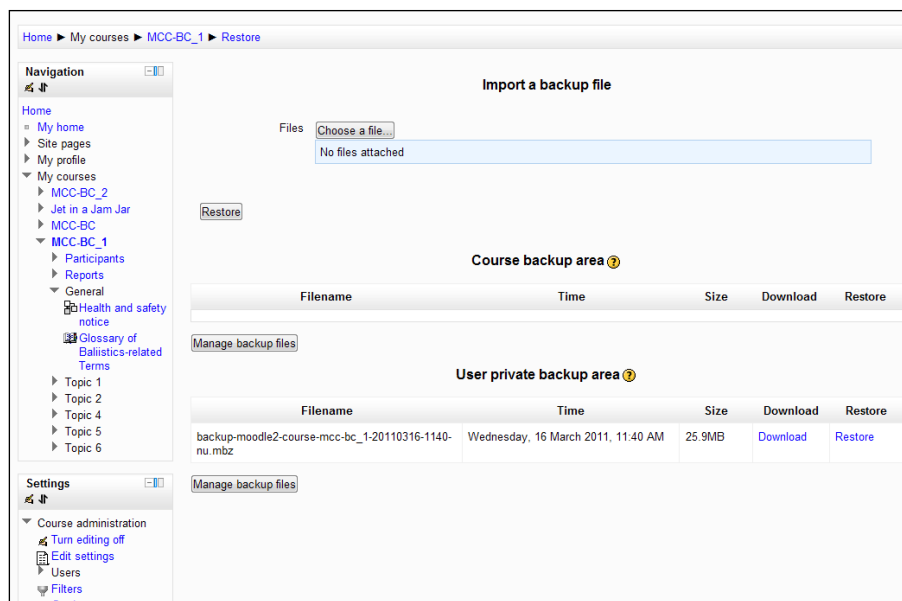 Home ► My courses ► MCC-BC_1 ► Restore
Navigation
Home
My home
Site pages
My profile
My courses
MCC-BC_2
Jet in a Jam Jar
MCC-BC
MCC-BC_1
Participants
Reports
General
Health and safety
notice
Glossary of
Baliistics-related
Terms
Topic 1
Topic 2
Topic 4
Topic 5
Topic 6
Settings
Course administration
Turn editing off
Edit settings
Users
Filters
Import a backup file
Files Choose a file...
No files attached
Restore
Course backup area ?
Filename Time Size Download Restore
Manage backup files
User private backup area ?
Filename Time Size Download Restore
backup-moodle2-course-mcc-bc_1-20110316-1140- Wednesday, 16 March 2011, 11:40 AM 25.9MB Download Restore
nu.mbz
Manage backup files